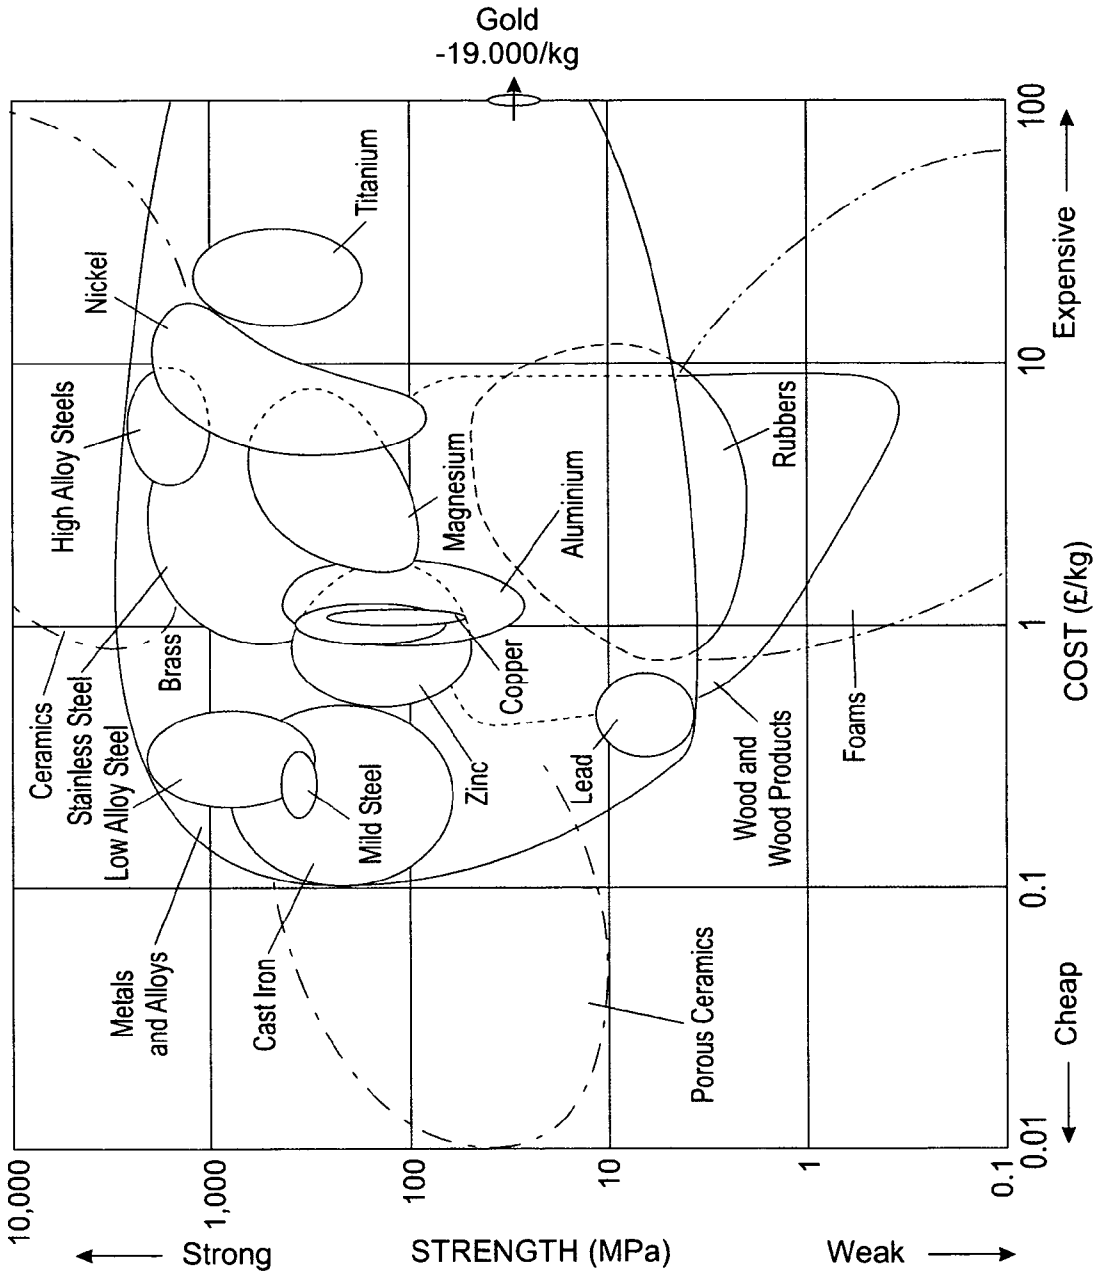 Gold
-19.000/kg
Titanium
Nickel
High Alloy Steels
Magnesium
Aluminium
Rubbers
Ceramics
Stainless Steel
Low Alloy Steel
Brass
Copper
Zinc
Lead
Mild Steel
Wood and
Wood Products
Foams
Metals
and Alloys
Cast Iron
Porous Ceramics
100
10
1
0.1
0.01
Expensive
COST (£/kg)
Cheap
10,000
1,000
100
10
1
0.1
Strong
STRENGTH (MPa)
Weak